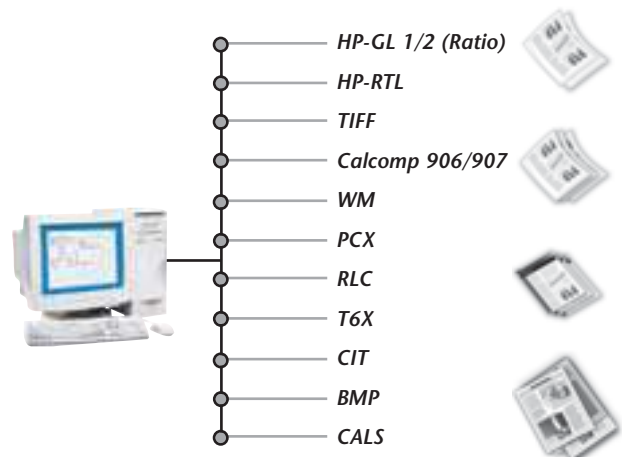 HP-GL 1/2 (Ratio)
HP-RTL
TIFF
Calcomp 906/907
WM
PCX
RLC
T6X
CIT
BMP
CALS